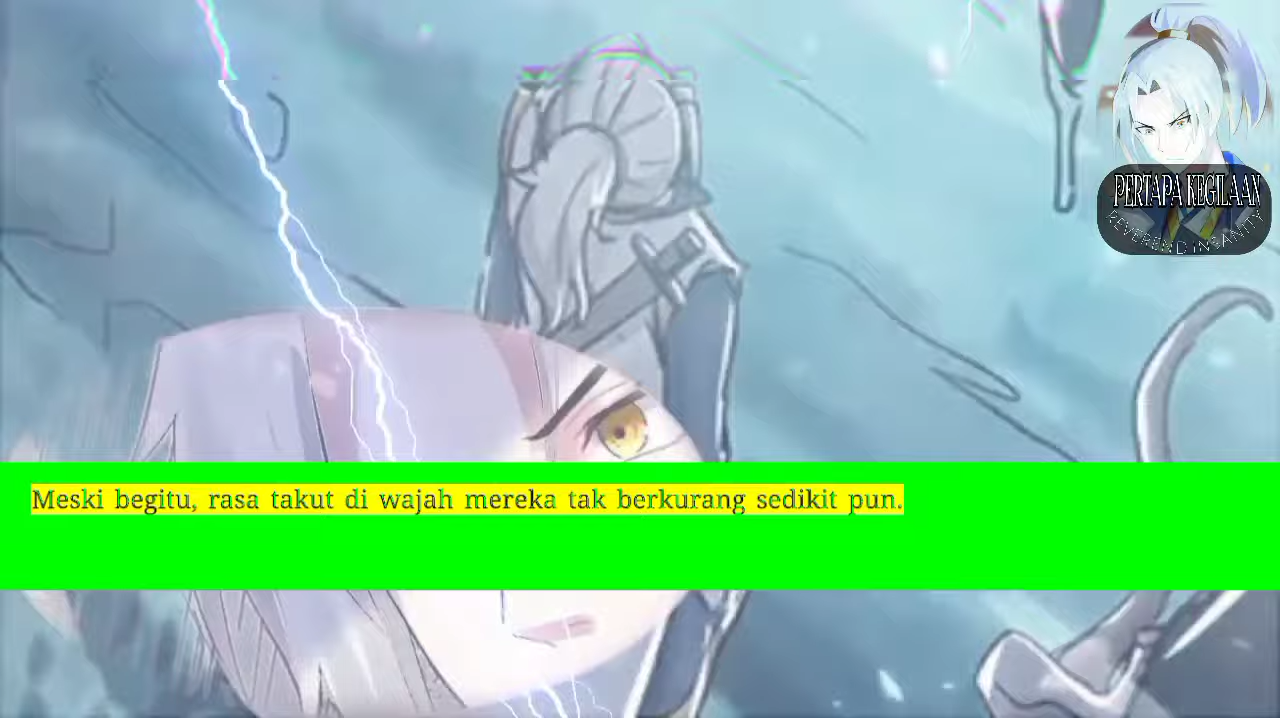 PERTAPA KEGILAAN
REVEREND INSANITY
Meski begitu, rasa takut di wajah mereka tak berkurang sedikit pun.